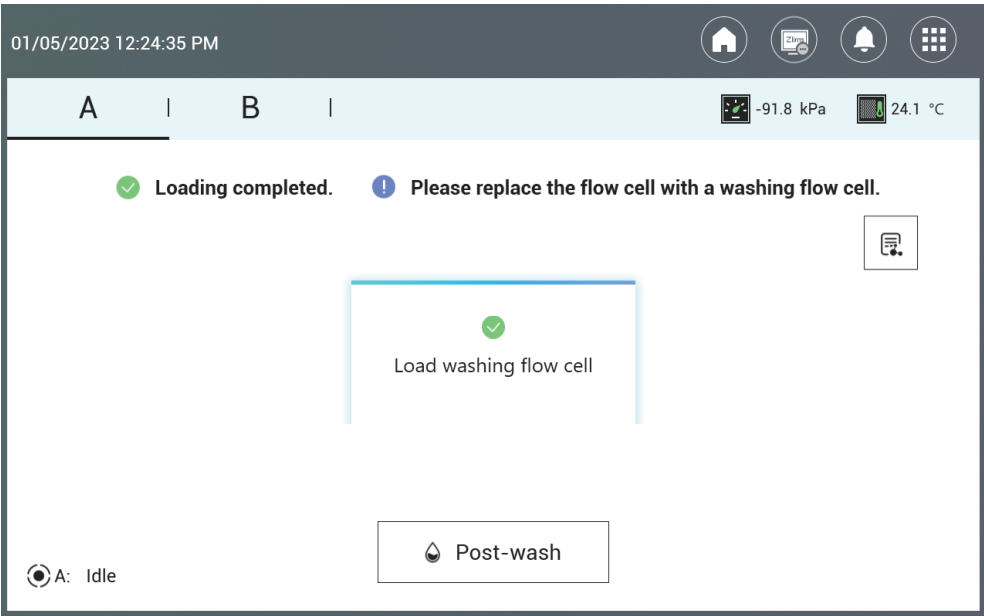 01/05/2023 12:24:35 PM
Zlims
A | B |
-91.8 kPa 24.1 °C
Loading completed. Please replace the flow cell with a washing flow cell.
Load washing flow cell
Post-wash
A: Idle